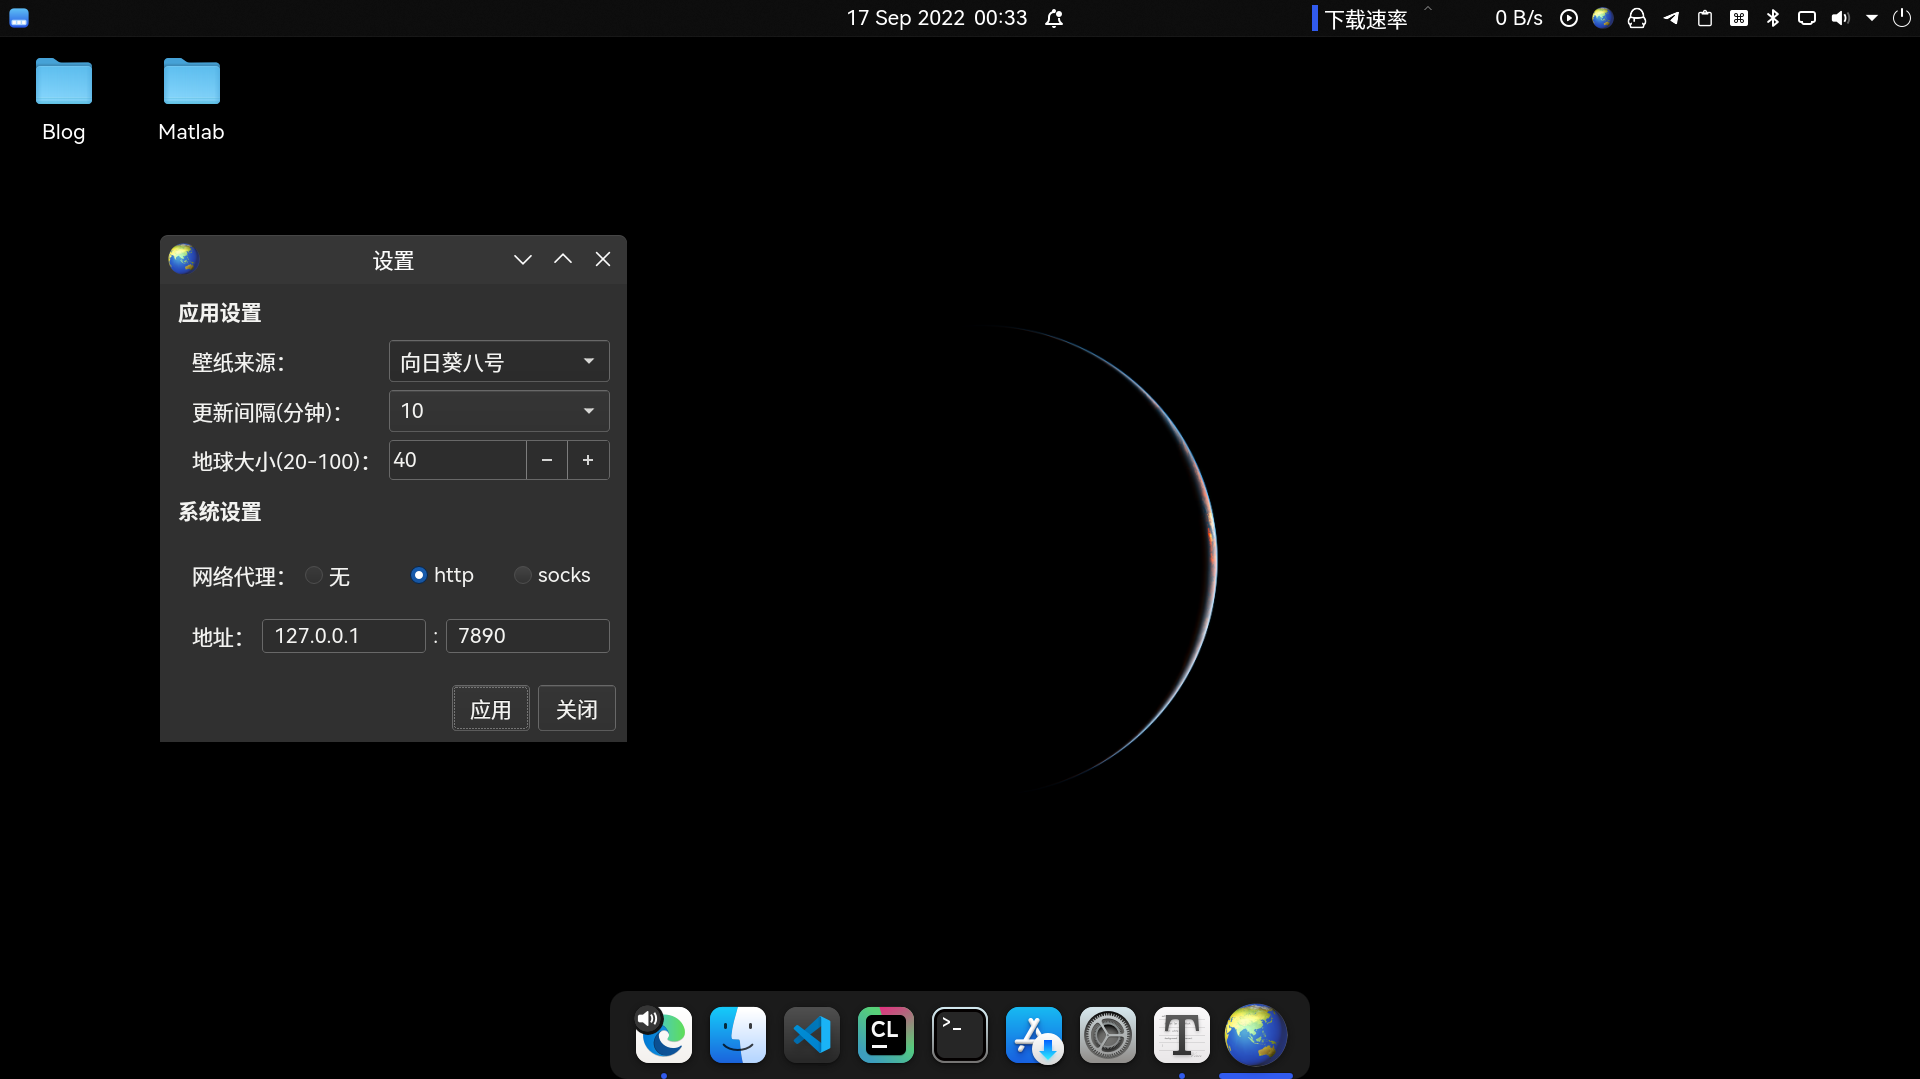 17 Sep 2022 00:33
下载速率
0 B/s
Blog
Matlab
设置
应用设置
壁纸来源：
向日葵八号
更新间隔(分钟)：
10
地球大小(20-100)：
40
− +
系统设置
网络代理： 无 http socks
地址： 127.0.0.1 : 7890
应用 关闭
CL
>_
T